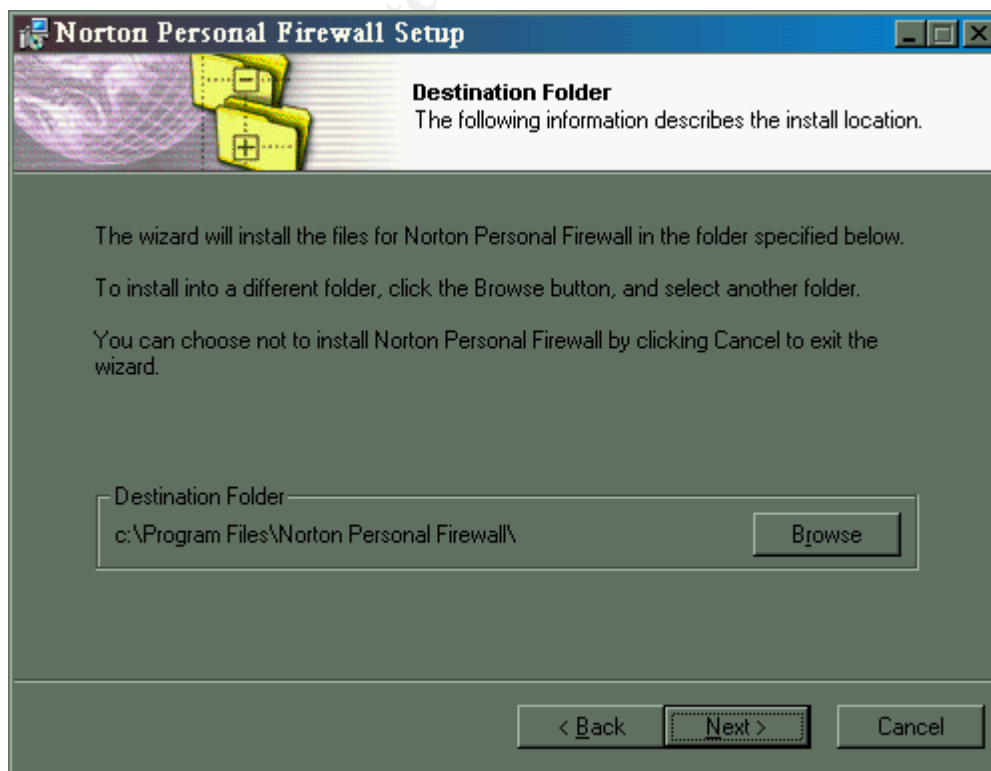 Norton Personal Firewall Setup
Destination Folder
The following information describes the install location.
The wizard will install the files for Norton Personal Firewall in the folder specified below.
To install into a different folder, click the Browse button, and select another folder.
You can choose not to install Norton Personal Firewall by clicking Cancel to exit the
wizard.
Destination Folder
c:\Program Files\Norton Personal Firewall\
Browse
< Back
Next >
Cancel